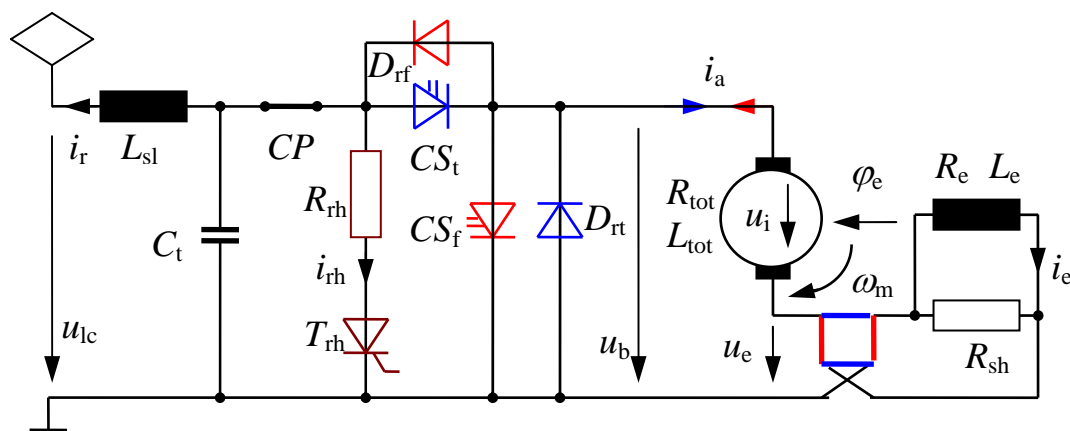 D_rf
i_a
i_r
L_sl
CP
CS_t
R_rh
R_tot
L_tot
u_i
φ_e
R_e
L_e
C_t
CS_f
D_rt
i_rh
ω_m
i_e
u_lc
T_rh
u_b
u_e
R_sh